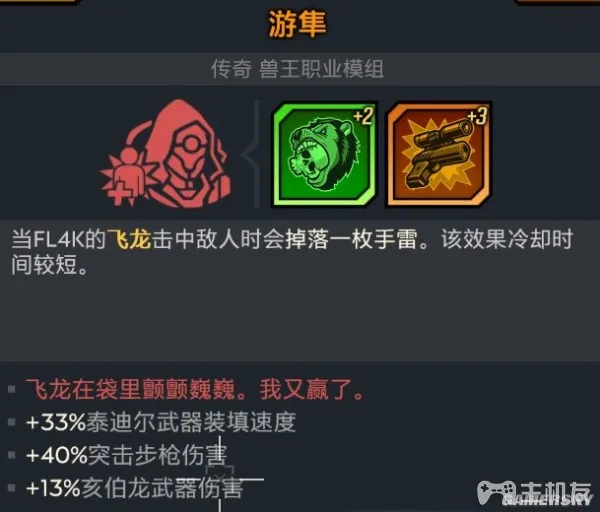 游隼
传奇 兽王职业模组
+2
+3
当FL4K的飞龙击中敌人时会掉落一枚手雷。该效果冷却时
间较短。
飞龙在袋里颤颤巍巍。我又赢了。
+33%泰迪尔武器装填速度
+40%突击步枪伤害
+13%亥伯龙武器伤害
主机友
GAMERSKY